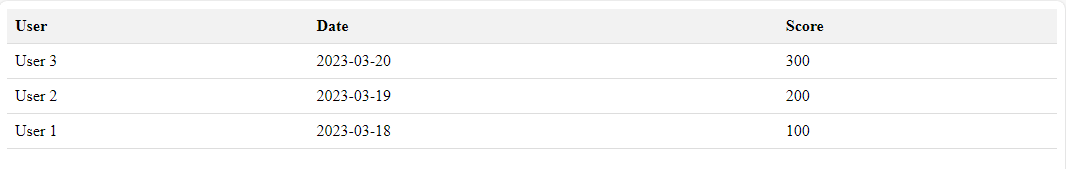 User Date Score
User 3 2023-03-20 300
User 2 2023-03-19 200
User 1 2023-03-18 100